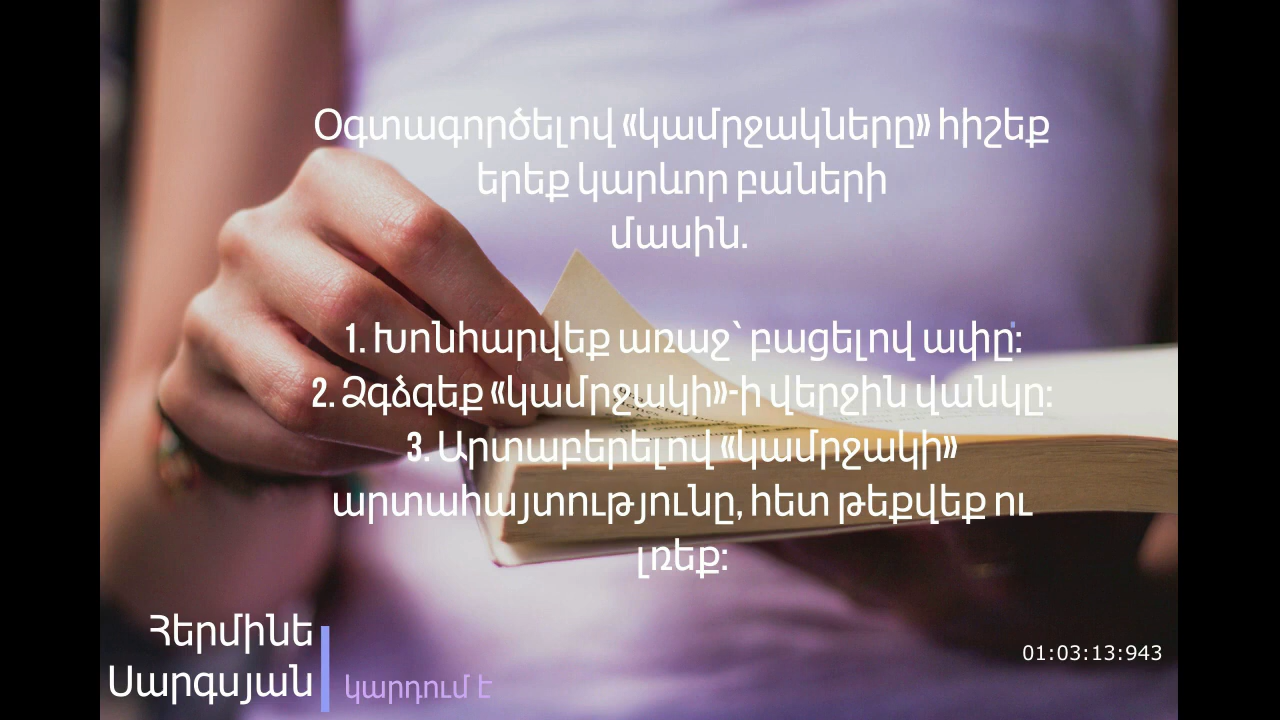 Օգտագործելով «կամրջակները» հիշեք
երեք կարևոր բաների
մասին.
1. Խոնհարվեք առաջ՝ բացելով ափը:
2. Ձգձգեք «կամրջակի»-ի վերջին վանկը:
3. Արտաբերելով «կամրջակի»
արտահայտությունը, հետ թեքվեք ու
լռեք:
Հերմինե
Սարգսյան
կարդում է
01:03:13:943